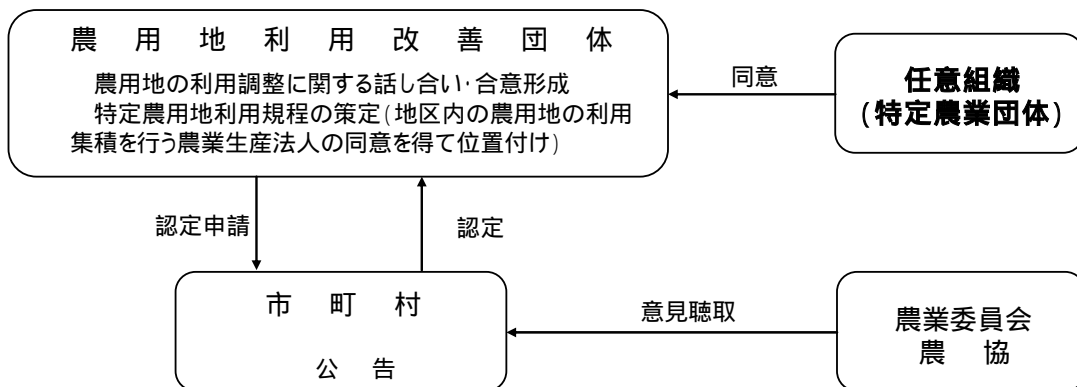 農用地利用改善団体
農用地の利用調整に関する話し合い・合意形成
特定農用地利用規程の策定(地区内の農用地の利用
集積を行う農業生産法人の同意を得て位置付け)
同意
任意組織
(特定農業団体)
認定申請
認定
市町村
公告
意見聴取
農業委員会
農協